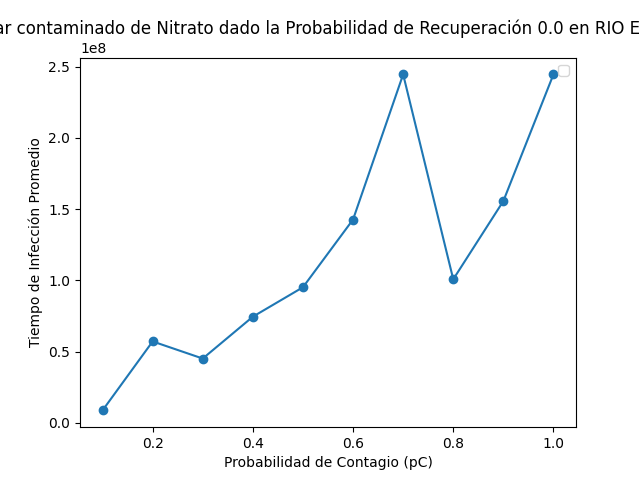 ar contaminado de Nitrato dado la Probabilidad de Recuperación 0.0 en RIO E
1e8
2.5
2.0
1.5
1.0
0.5
0.0
Tiempo de Infección Promedio
0.2 0.4 0.6 0.8 1.0
Probabilidad de Contagio (pC)